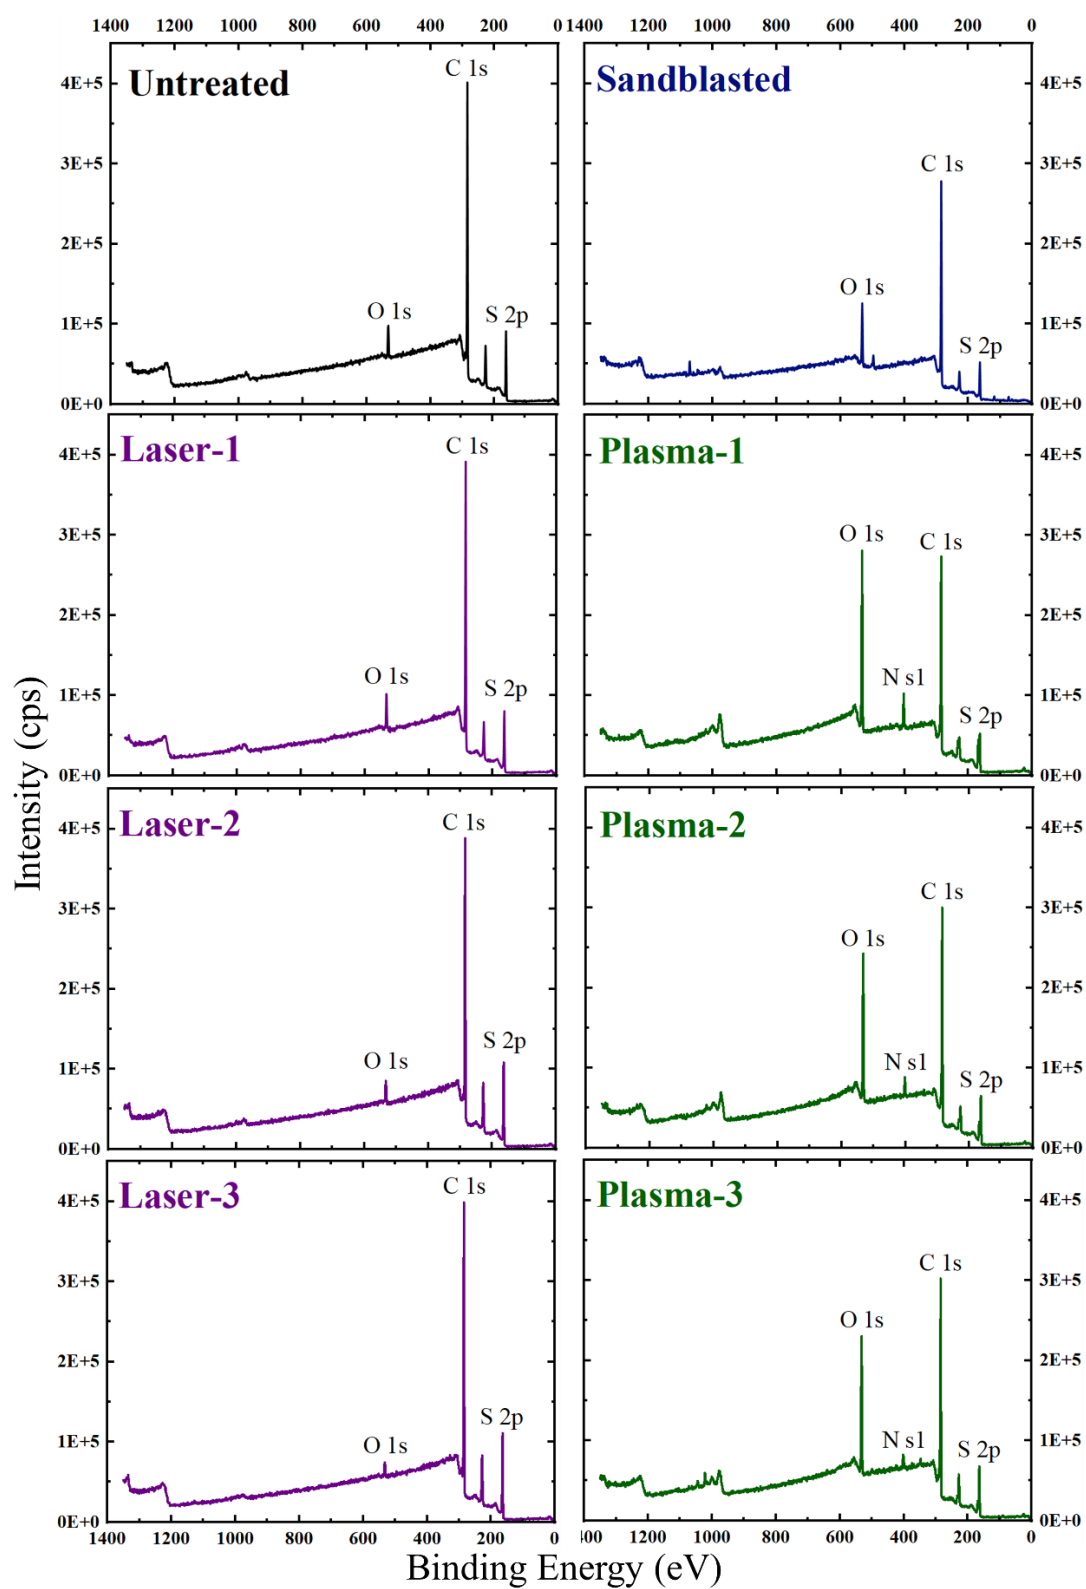 1400 1200 1000 800 600 400 200 0
1400 1200 1000 800 600 400 200 0
Untreated
C 1s
O 1s
S 2p
4E+5
3E+5
2E+5
1E+5
0E+0
Sandblasted
C 1s
O 1s
S 2p
4E+5
3E+5
2E+5
1E+5
0E+0
Laser-1
C 1s
O 1s
S 2p
4E+5
3E+5
2E+5
1E+5
0E+0
Plasma-1
O 1s
C 1s
N s1
S 2p
4E+5
3E+5
2E+5
1E+5
0E+0
Laser-2
C 1s
S 2p
O 1s
4E+5
3E+5
2E+5
1E+5
0E+0
Plasma-2
C 1s
O 1s
N s1
S 2p
4E+5
3E+5
2E+5
1E+5
0E+0
Laser-3
C 1s
S 2p
O 1s
4E+5
3E+5
2E+5
1E+5
0E+0
Plasma-3
C 1s
O 1s
N s1
S 2p
4E+5
3E+5
2E+5
1E+5
0E+0
1400 1200 1000 800 600 400 200 0
1400 1200 1000 800 600 400 200 0
Intensity (cps)
Binding Energy (eV)